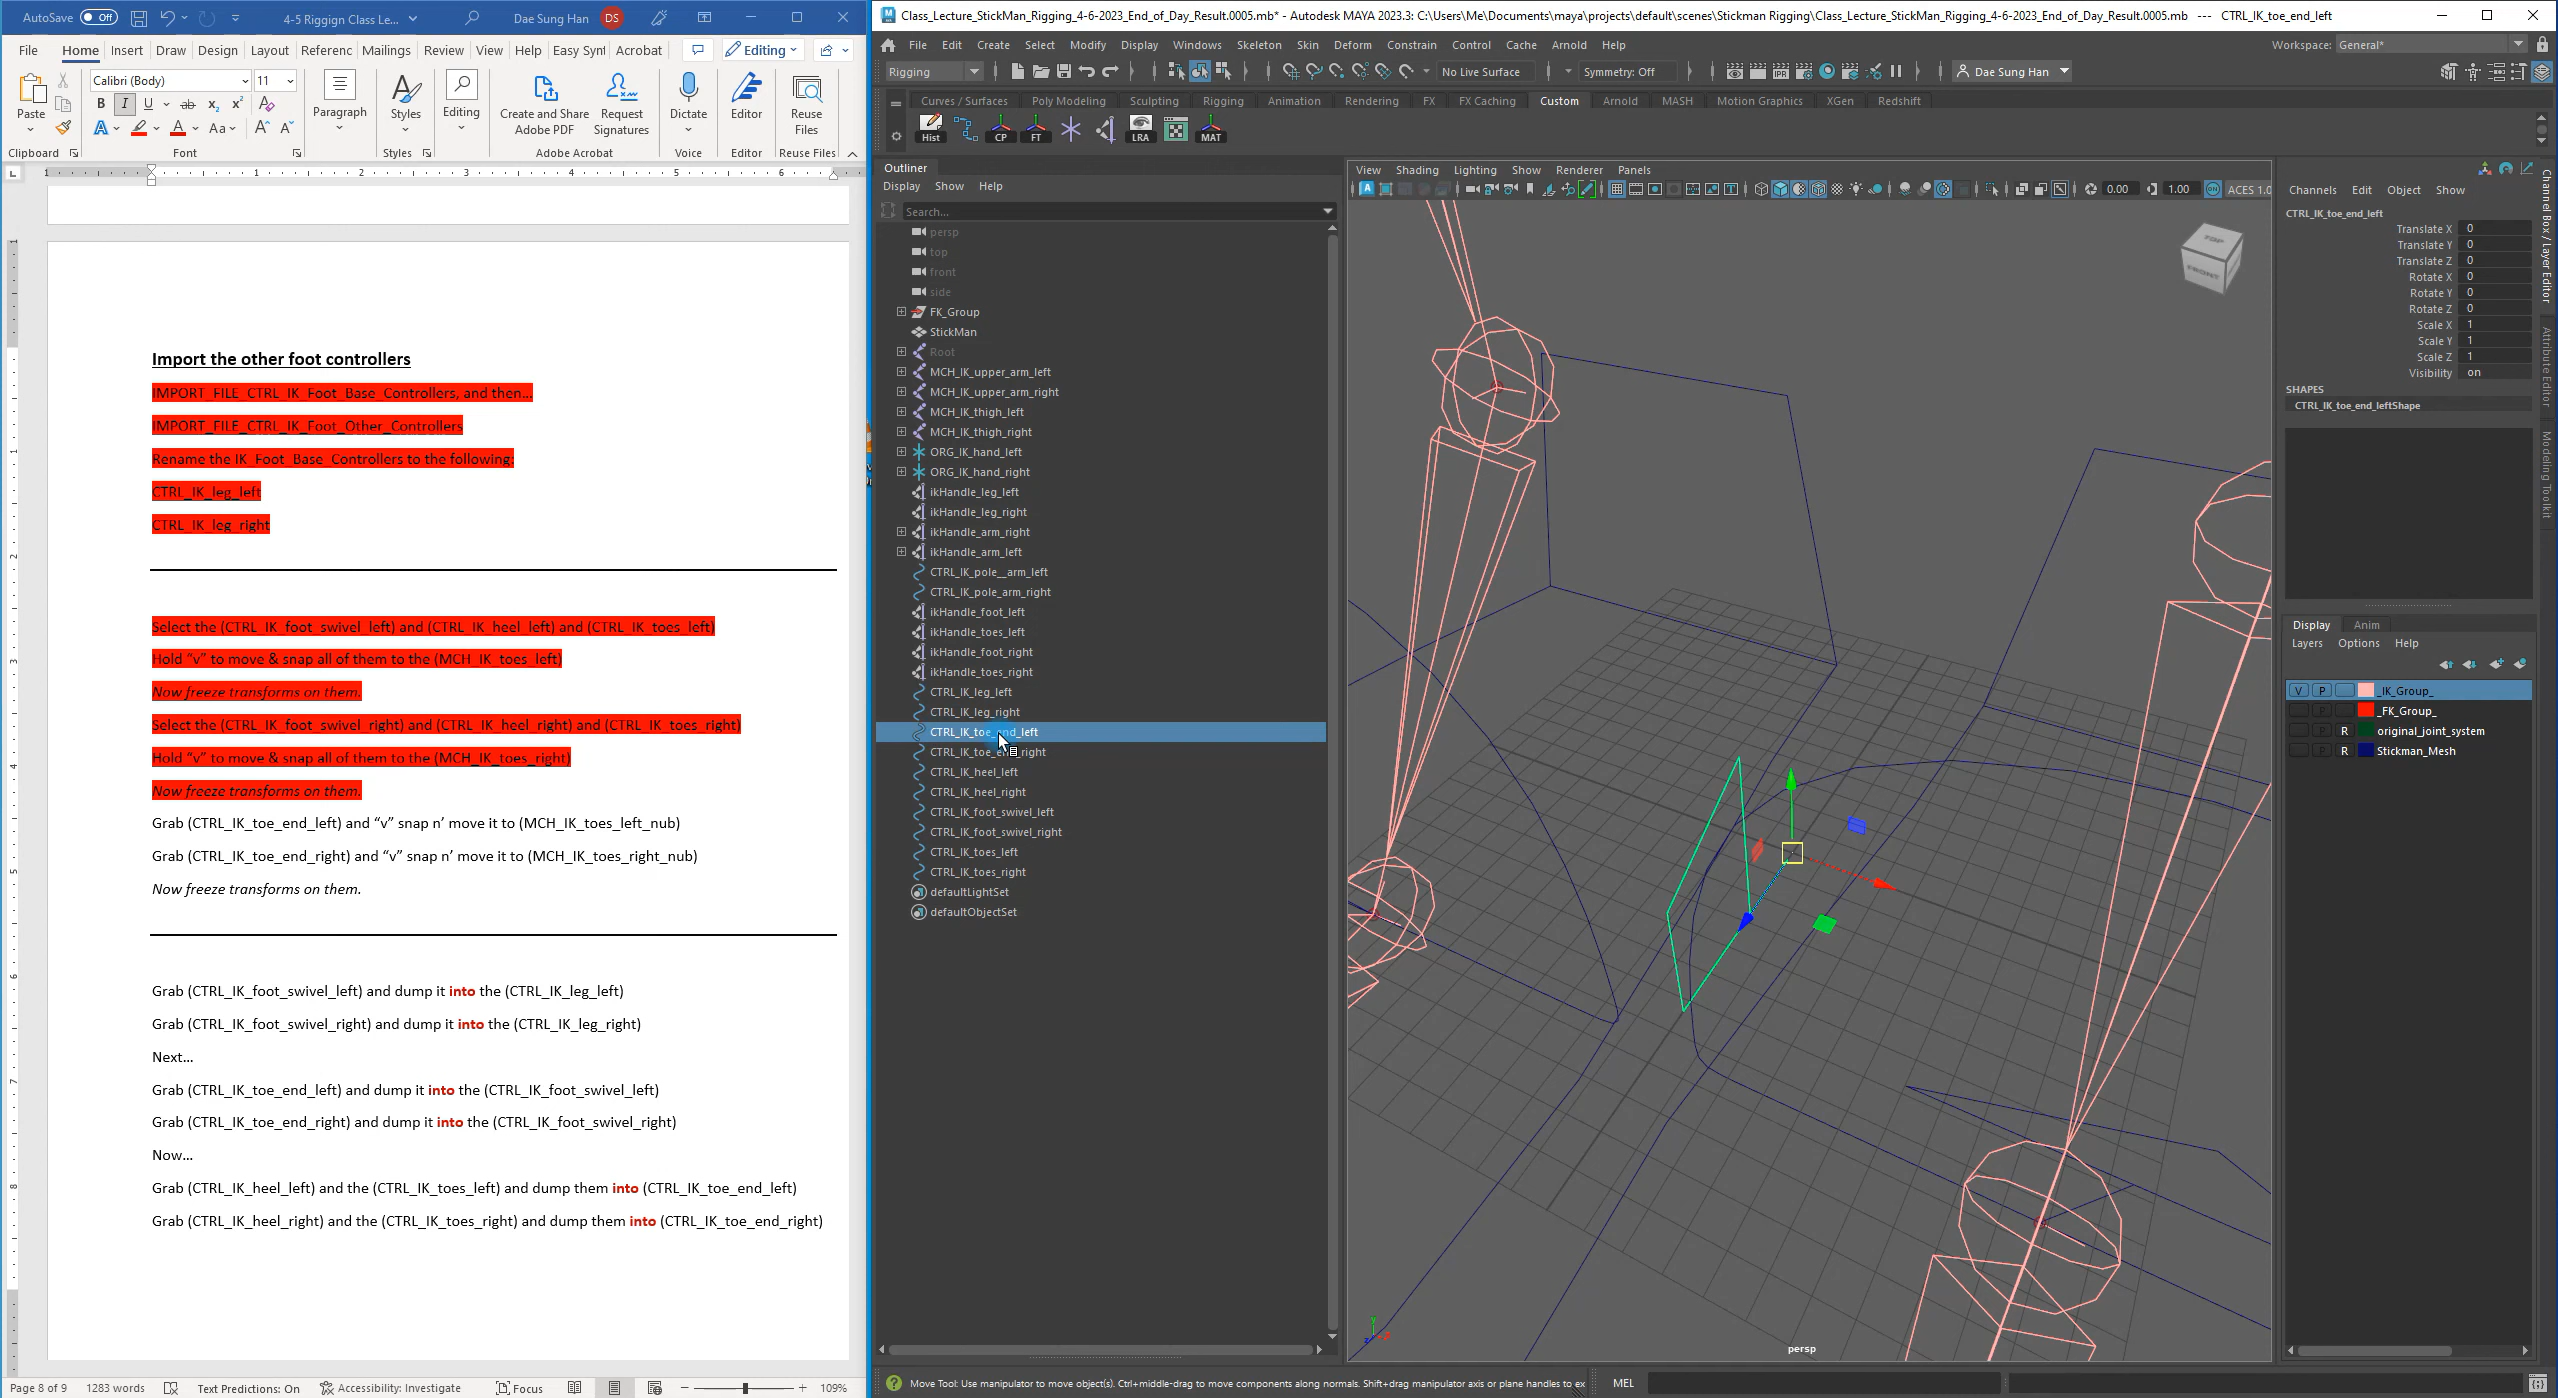 AutoSave Off 4-5 Riggign Class Le... Dae Sung Han DS
File Home Insert Draw Design Layout Referenc Mailings Review View Help Easy Synt Acrobat Editing
Calibri (Body) 11
Paste
Paragraph
Styles
Editing
Create and Share
Adobe PDF
Request
Signatures
Dictate
Editor
Reuse
Files
Clipboard Font Styles Adobe Acrobat Voice Editor Reuse Files
Import the other foot controllers
IMPORT_FILE_CTRL_IK_Foot_Base_Controllers, and then...
IMPORT_FILE_CTRL_IK_Foot_Other_Controllers
Rename the IK_Foot_Base_Controllers to the following:
CTRL_IK_leg_left
CTRL_IK_leg_right
Select the (CTRL_IK_foot_swivel_left) and (CTRL_IK_heel_left) and (CTRL_IK_toes_left)
Hold “v” to move & snap all of them to the (MCH_IK_toes_left)
Now freeze transforms on them.
Select the (CTRL_IK_foot_swivel_right) and (CTRL_IK_heel_right) and (CTRL_IK_toes_right)
Hold “v” to move & snap all of them to the (MCH_IK_toes_right)
Now freeze transforms on them.
Grab (CTRL_IK_toe_end_left) and “v” snap n’ move it to (MCH_IK_toes_left_nub)
Grab (CTRL_IK_toe_end_right) and “v” snap n’ move it to (MCH_IK_toes_right_nub)
Now freeze transforms on them.
Grab (CTRL_IK_foot_swivel_left) and dump it into the (CTRL_IK_leg_left)
Grab (CTRL_IK_foot_swivel_right) and dump it into the (CTRL_IK_leg_right)
Next...
Grab (CTRL_IK_toe_end_left) and dump it into the (CTRL_IK_foot_swivel_left)
Grab (CTRL_IK_toe_end_right) and dump it into the (CTRL_IK_foot_swivel_right)
Now...
Grab (CTRL_IK_heel_left) and the (CTRL_IK_toes_left) and dump them into (CTRL_IK_toe_end_left)
Grab (CTRL_IK_heel_right) and the (CTRL_IK_toes_right) and dump them into (CTRL_IK_toe_end_right)
Page 8 of 9 1283 words Text Predictions: On Accessibility: Investigate Focus 109%
Class_Lecture_StickMan_Rigging_4-6-2023_End_of_Day_Result.0005.mb* - Autodesk MAYA 2023.3: C:\Users\Me\Documents\maya\projects\default\scenes\Stickman Rigging\Class_Lecture_StickMan_Rigging_4-6-2023_End_of_Day_Result.0005.mb --- CTRL_IK_toe_end_left
File Edit Create Select Modify Display Windows Skeleton Skin Deform Constrain Control Cache Arnold Help Workspace: General*
Rigging No Live Surface Symmetry: Off IPR Dae Sung Han
Curves / Surfaces Poly Modeling Sculpting Rigging Animation Rendering FX FX Caching Custom Arnold MASH Motion Graphics XGen Redshift
Hist CP FT LRA MAT
Outliner
Display Show Help
Search...
persp
top
front
side
FK_Group
StickMan
Root
MCH_IK_upper_arm_left
MCH_IK_upper_arm_right
MCH_IK_thigh_left
MCH_IK_thigh_right
ORG_IK_hand_left
ORG_IK_hand_right
ikHandle_leg_left
ikHandle_leg_right
ikHandle_arm_right
ikHandle_arm_left
CTRL_IK_pole__arm_left
CTRL_IK_pole_arm_right
ikHandle_foot_left
ikHandle_toes_left
ikHandle_foot_right
ikHandle_toes_right
CTRL_IK_leg_left
CTRL_IK_leg_right
CTRL_IK_toe_end_left
CTRL_IK_toe_end_right
CTRL_IK_heel_left
CTRL_IK_heel_right
CTRL_IK_foot_swivel_left
CTRL_IK_foot_swivel_right
CTRL_IK_toes_left
CTRL_IK_toes_right
defaultLightSet
defaultObjectSet
View Shading Lighting Show Renderer Panels
0.00 1.00 ACES 1.0
TOP
FRONT
persp
Channels Edit Object Show
CTRL_IK_toe_end_left
Translate X 0
Translate Y 0
Translate Z 0
Rotate X 0
Rotate Y 0
Rotate Z 0
Scale X 1
Scale Y 1
Scale Z 1
Visibility on
SHAPES
CTRL_IK_toe_end_leftShape
Display Anim
Layers Options Help
V P _IK_Group_
P _FK_Group_
P R original_joint_system
P R Stickman_Mesh
Channel Box / Layer Editor
Attribute Editor
Modeling Toolkit
Move Tool: Use manipulator to move object(s). Ctrl+middle-drag to move components along normals. Shift+drag manipulator axis or plane handles to ex
MEL